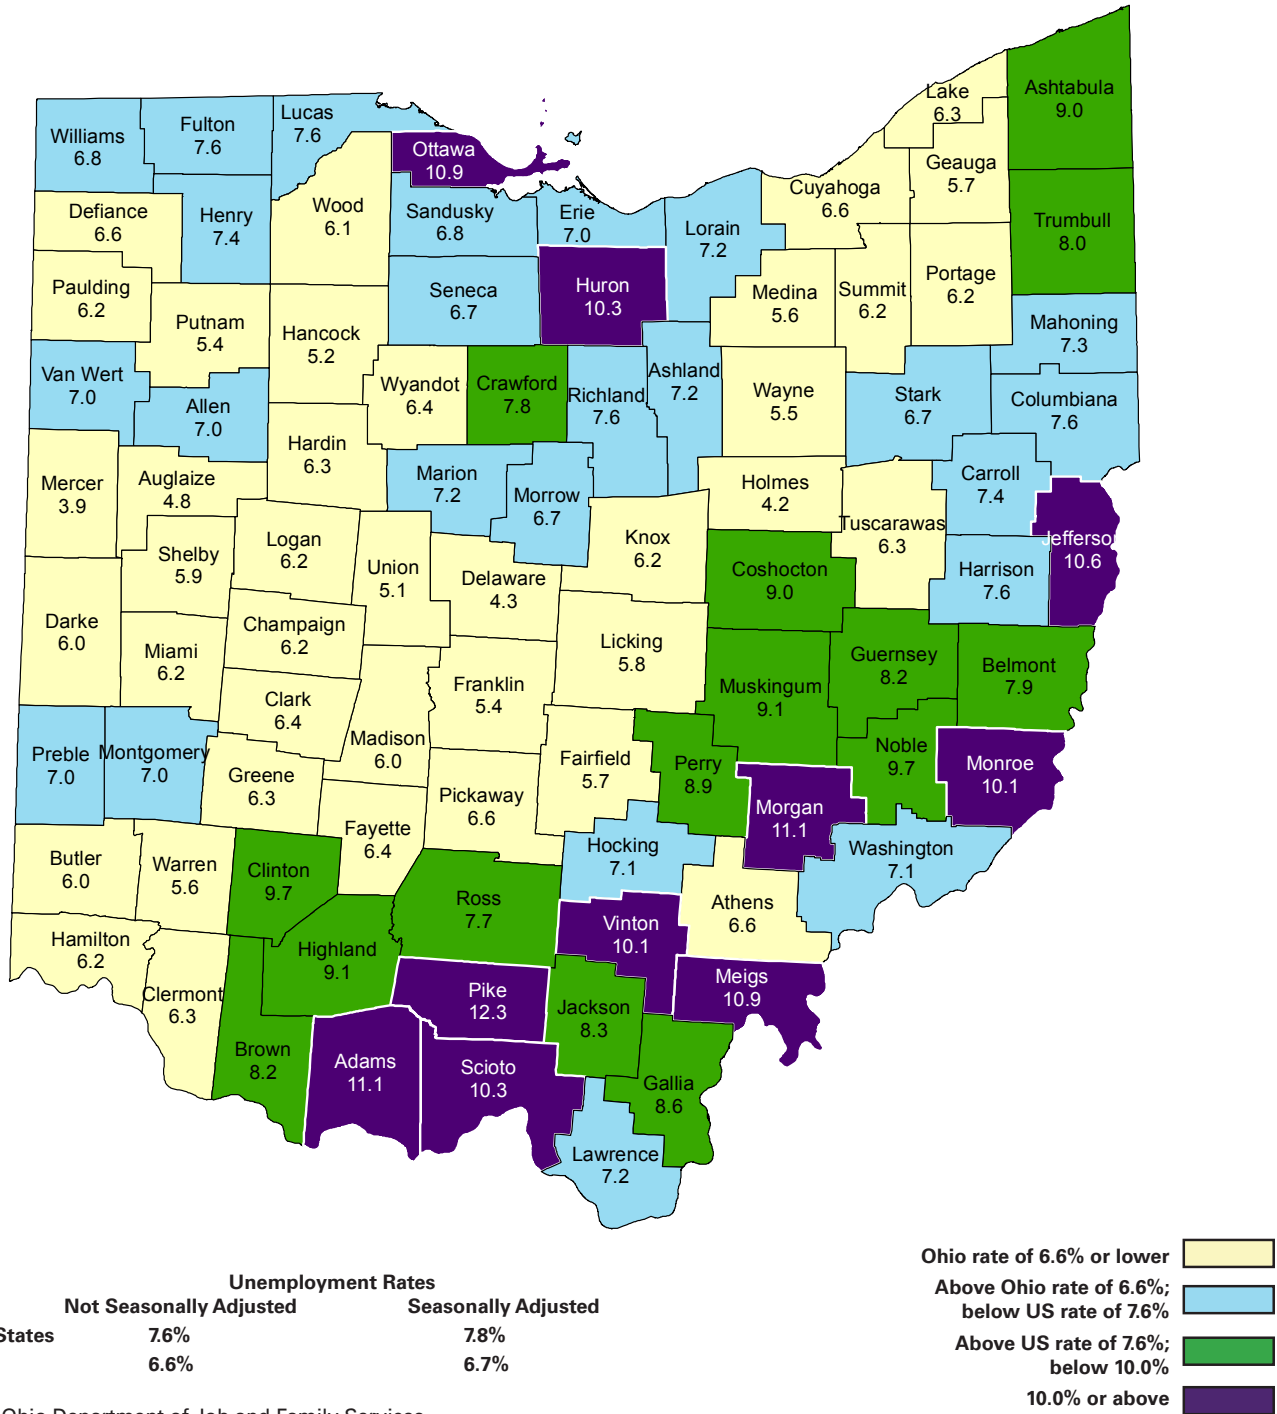 Lake
6.3
Ashtabula
9.0
Williams
6.8
Fulton
7.6
Lucas
7.6
Ottawa
10.9
Geauga
5.7
Cuyahoga
6.6
Defiance
6.6
Henry
7.4
Wood
6.1
Sandusky
6.8
Erie
7.0
Lorain
7.2
Trumbull
8.0
Paulding
6.2
Putnam
5.4
Hancock
5.2
Seneca
6.7
Huron
10.3
Medina
5.6
Summit
6.2
Portage
6.2
Mahoning
7.3
Van Wert
7.0
Allen
7.0
Wyandot
6.4
Crawford
7.8
Richland
7.6
Ashland
7.2
Wayne
5.5
Stark
6.7
Columbiana
7.6
Mercer
3.9
Auglaize
4.8
Hardin
6.3
Marion
7.2
Morrow
6.7
Holmes
4.2
Carroll
7.4
Tuscarawas
6.3
Jefferso
10.6
Shelby
5.9
Logan
6.2
Union
5.1
Delaware
4.3
Knox
6.2
Coshocton
9.0
Harrison
7.6
Darke
6.0
Miami
6.2
Champaign
6.2
Licking
5.8
Guernsey
8.2
Belmont
7.9
Clark
6.4
Franklin
5.4
Muskingum
9.1
Preble
7.0
Montgomery
7.0
Greene
6.3
Madison
6.0
Pickaway
6.6
Fairfield
5.7
Perry
8.9
Noble
9.7
Monroe
10.1
Morgan
11.1
Butler
6.0
Warren
5.6
Clinton
9.7
Fayette
6.4
Hocking
7.1
Washington
7.1
Ross
7.7
Vinton
10.1
Athens
6.6
Hamilton
6.2
Clermont
6.3
Highland
9.1
Pike
12.3
Jackson
8.3
Meigs
10.9
Brown
8.2
Adams
11.1
Scioto
10.3
Gallia
8.6
Lawrence
7.2
Ohio rate of 6.6% or lower
Above Ohio rate of 6.6%;
below US rate of 7.6%
Above US rate of 7.6%;
below 10.0%
10.0% or above
Unemployment Rates
Not Seasonally Adjusted Seasonally Adjusted
States 7.6% 7.8%
6.6% 6.7%
Ohio Department of Job and Family Services